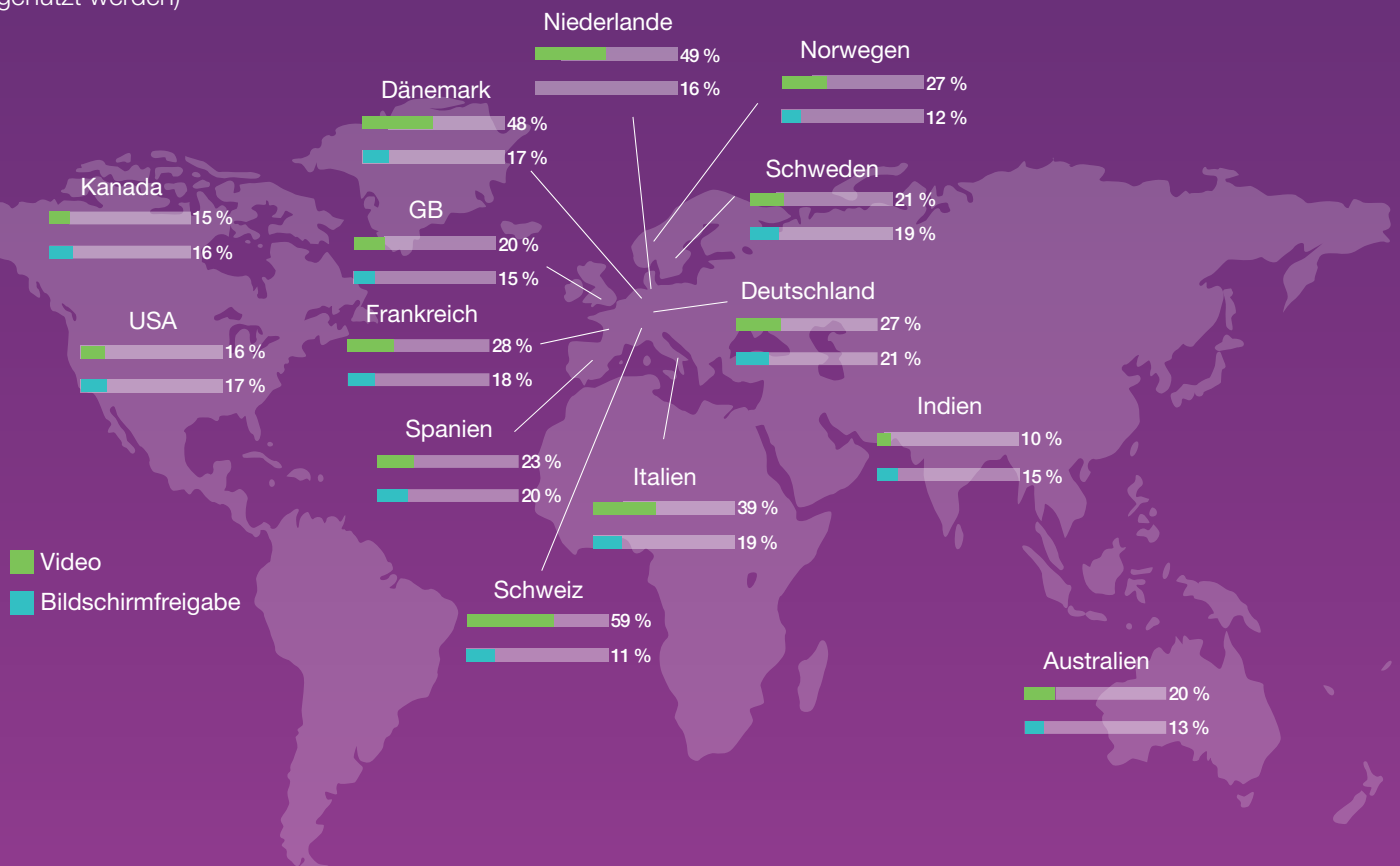 genutzt werden)
Niederlande
49 %
16 %
Norwegen
27 %
12 %
Dänemark
48 %
17 %
Schweden
21 %
19 %
Kanada
15 %
16 %
GB
20 %
15 %
Deutschland
27 %
21 %
USA
16 %
17 %
Frankreich
28 %
18 %
Indien
10 %
15 %
Spanien
23 %
20 %
Italien
39 %
19 %
Video
Bildschirmfreigabe
Schweiz
59 %
11 %
Australien
20 %
13 %